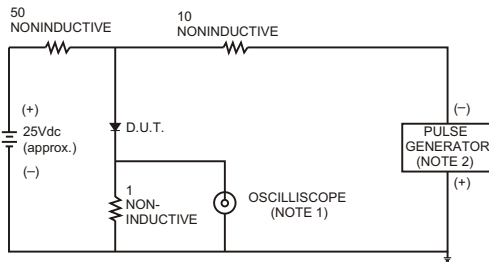 50
NONINDUCTIVE
10
NONINDUCTIVE
(+)
25Vdc
(approx.)
(–)
D.U.T.
1
NON-
INDUCTIVE
OSCILLISCOPE
(NOTE 1)
(–)
PULSE
GENERATOR
(NOTE 2)
(+)